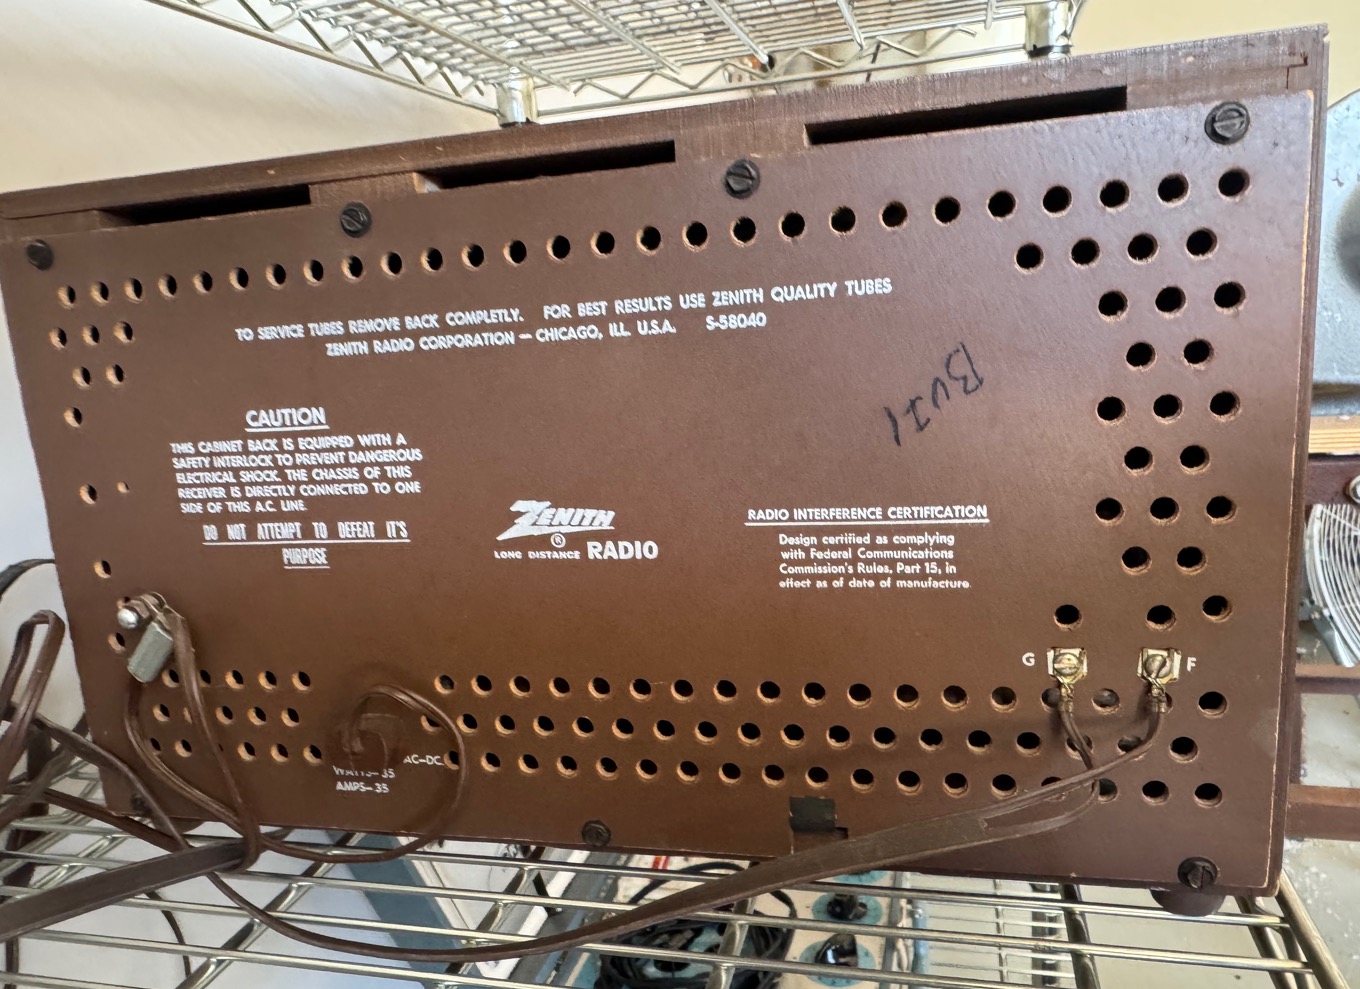 TO SERVICE TUBES REMOVE BACK COMPLETLY. FOR BEST RESULTS USE ZENITH QUALITY TUBES
ZENITH RADIO CORPORATION — CHICAGO, ILL. U.S.A. S-58040
CAUTION
THIS CABINET BACK IS EQUIPPED WITH A
SAFETY INTERLOCK TO PREVENT DANGEROUS
ELECTRICAL SHOCK. THE CHASSIS OF THIS
RECEIVER IS DIRECTLY CONNECTED TO ONE
SIDE OF THIS A.C. LINE.
DO NOT ATTEMPT TO DEFEAT IT'S
PURPOSE
ZENITH
®
LONG DISTANCE RADIO
RADIO INTERFERENCE CERTIFICATION
Design certified as complying
with Federal Communications
Commission's Rules, Part 15, in
effect as of date of manufacture.
G F
AC-DC.
WATTS-35
AMPS-35